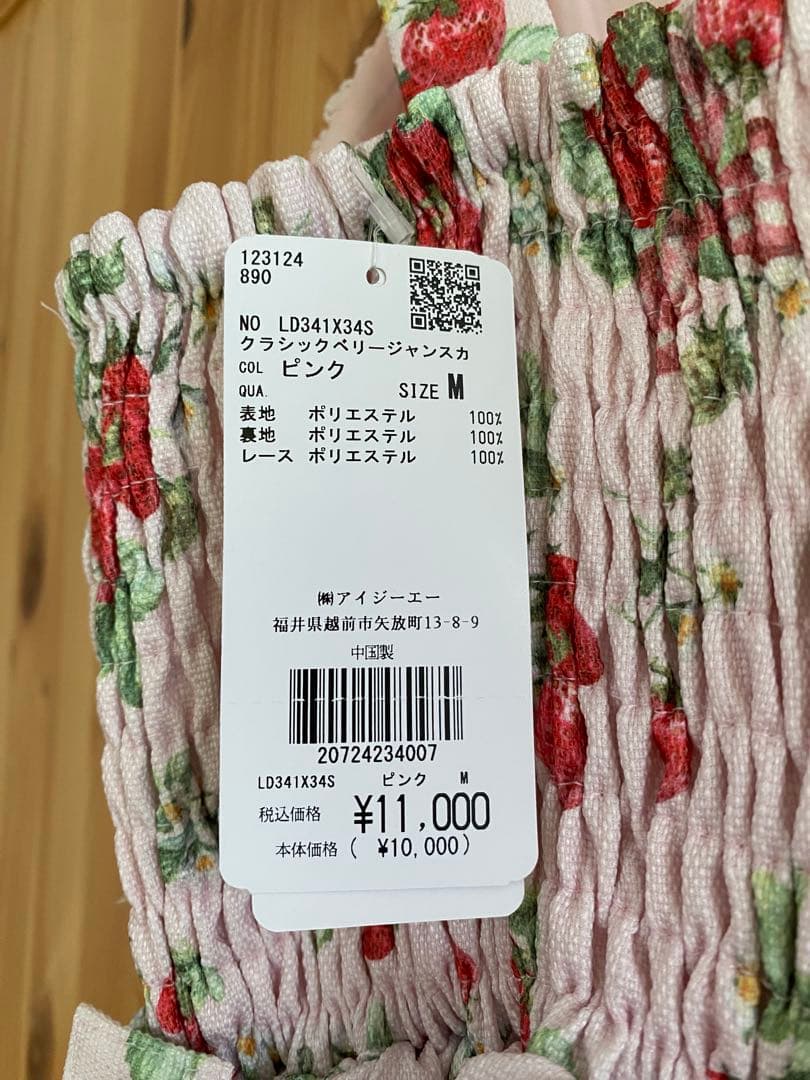 123124
890
NO LD341X34S
クラシックベリージャンスカ
COL ピンク
QUA. SIZE M
表地 ポリエステル 100%
裏地 ポリエステル 100%
レース ポリエステル 100%
㈱アイジーエー
福井県越前市矢放町13-8-9
中国製
20724234007
LD341X34S ピンク M
税込価格 ¥11,000
本体価格( ¥10,000)